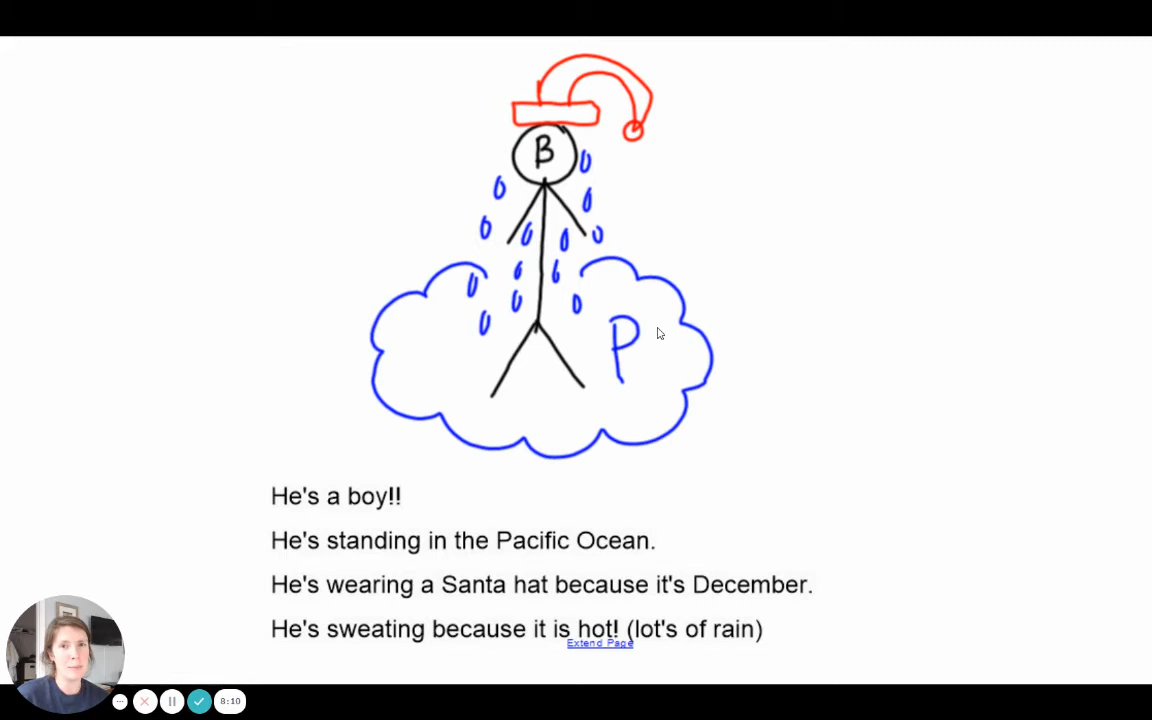 B
P
He's a boy!!
He's standing in the Pacific Ocean.
He's wearing a Santa hat because it's December.
He's sweating because it is hot! (lot's of rain)
Extend Page
8:10